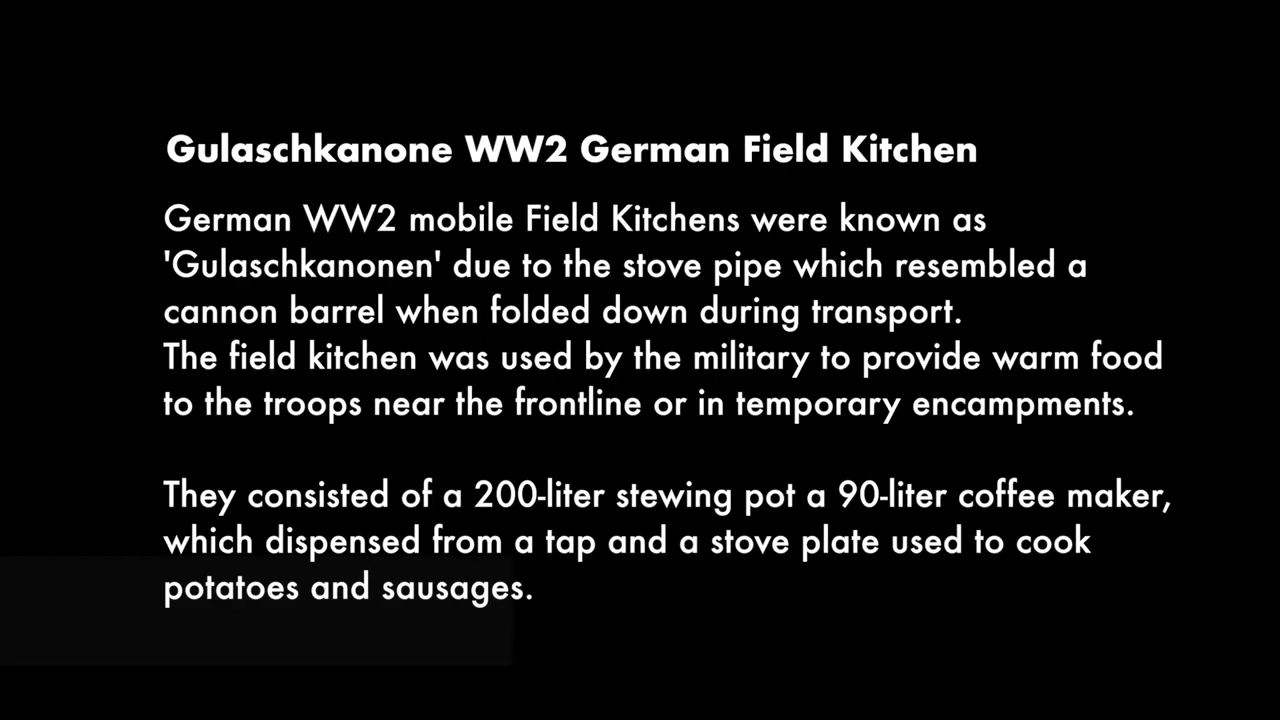 Gulaschkanone WW2 German Field Kitchen
German WW2 mobile Field Kitchens were known as
'Gulaschkanonen' due to the stove pipe which resembled a
cannon barrel when folded down during transport.
The field kitchen was used by the military to provide warm food
to the troops near the frontline or in temporary encampments.
They consisted of a 200-liter stewing pot a 90-liter coffee maker,
which dispensed from a tap and a stove plate used to cook
potatoes and sausages.